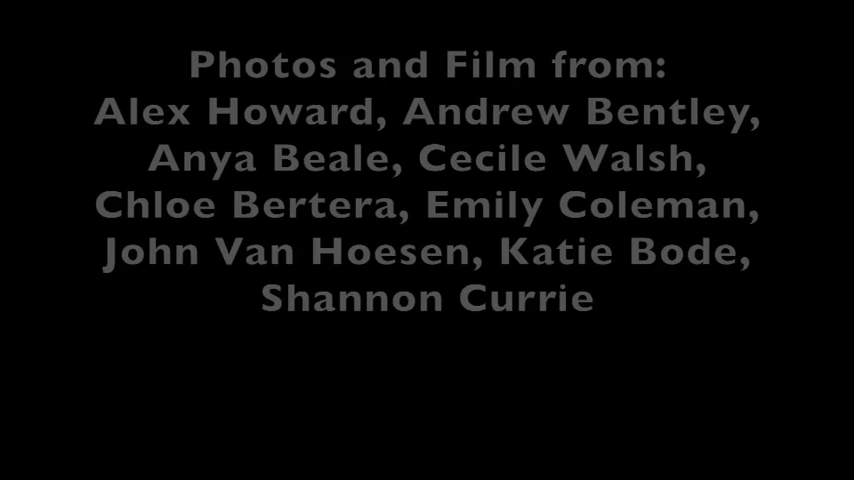 Photos and Film from:
Alex Howard, Andrew Bentley,
Anya Beale, Cecile Walsh,
Chloe Bertera, Emily Coleman,
John Van Hoesen, Katie Bode,
Shannon Currie